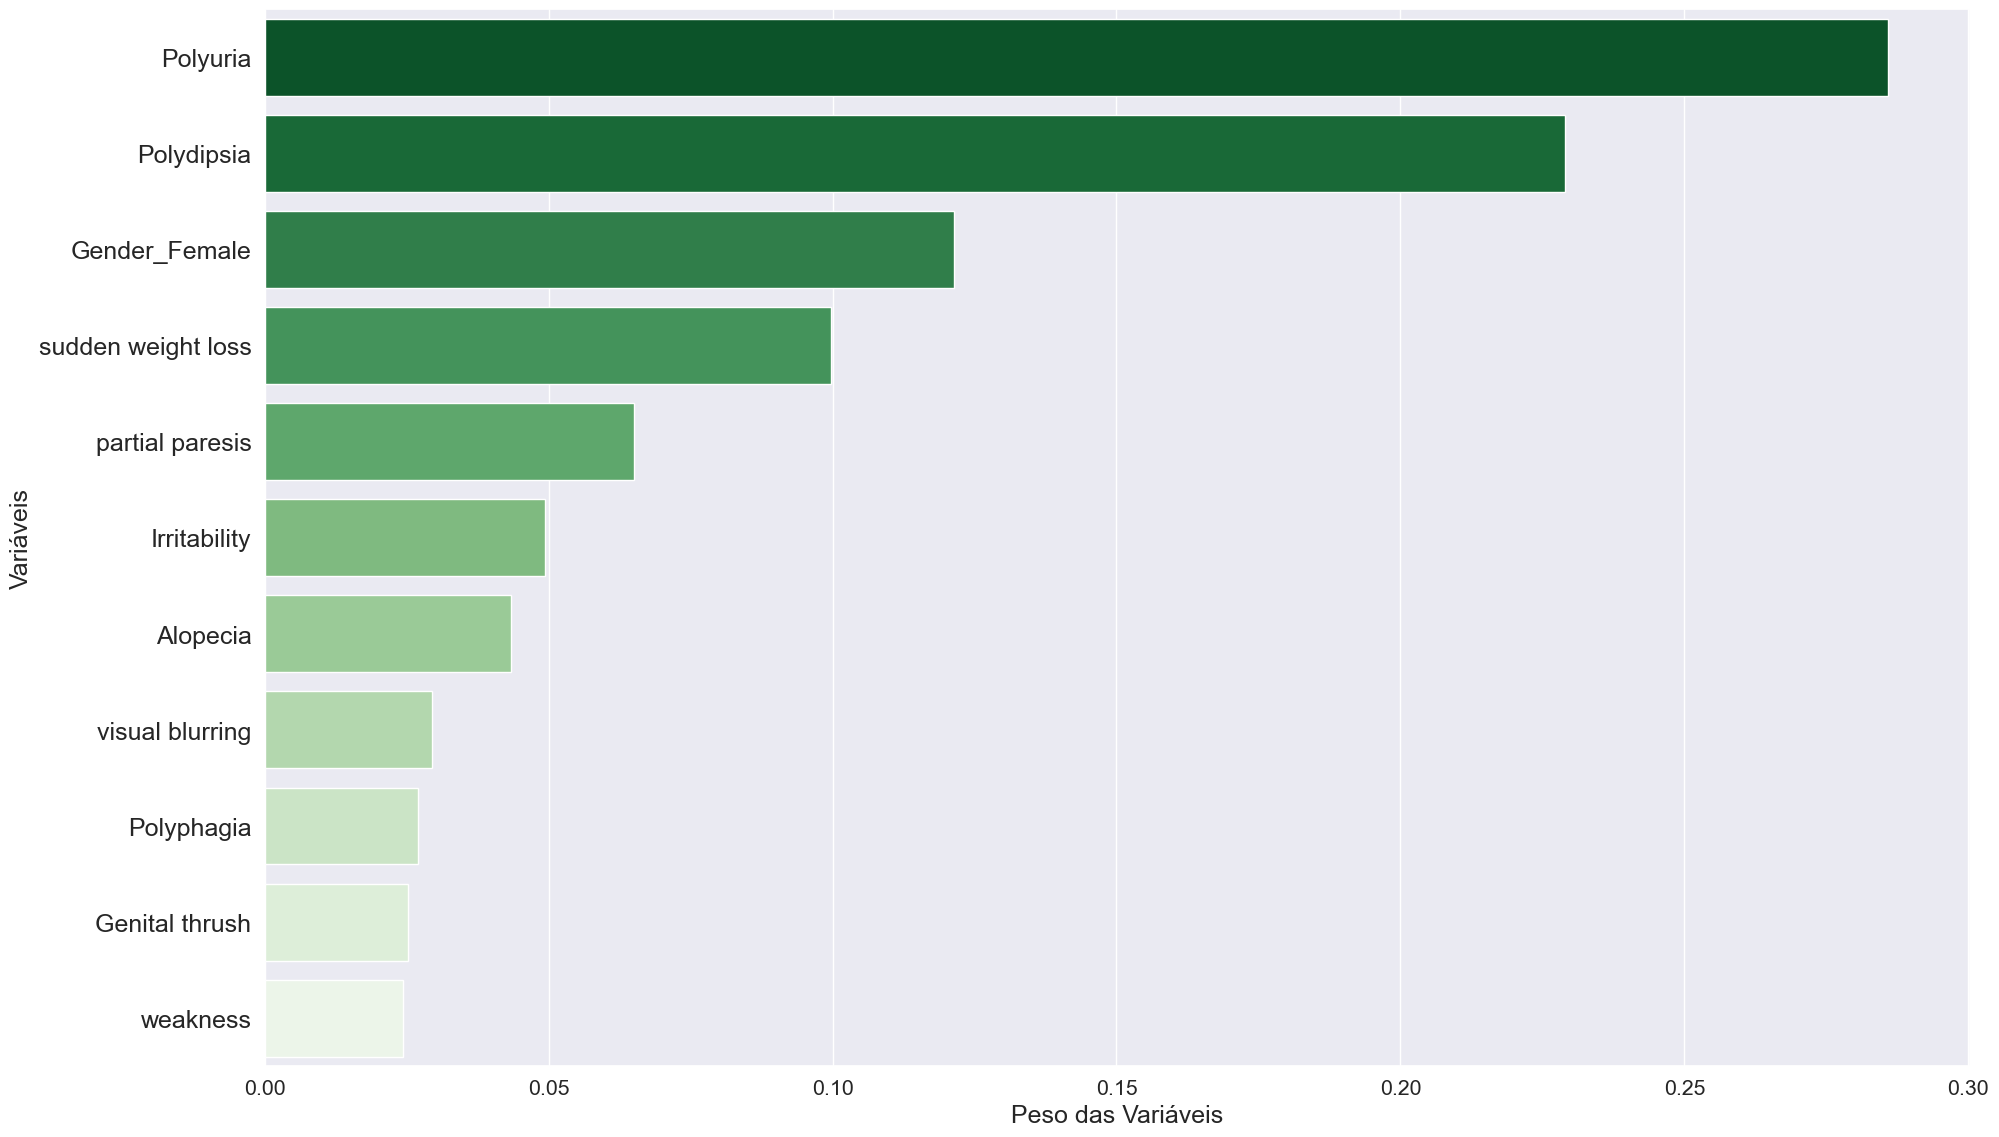 Polyuria
Polydipsia
Gender_Female
sudden weight loss
partial paresis
Irritability
Alopecia
visual blurring
Polyphagia
Genital thrush
weakness
Variáveis
0.00 0.05 0.10 0.15 0.20 0.25 0.30
Peso das Variáveis